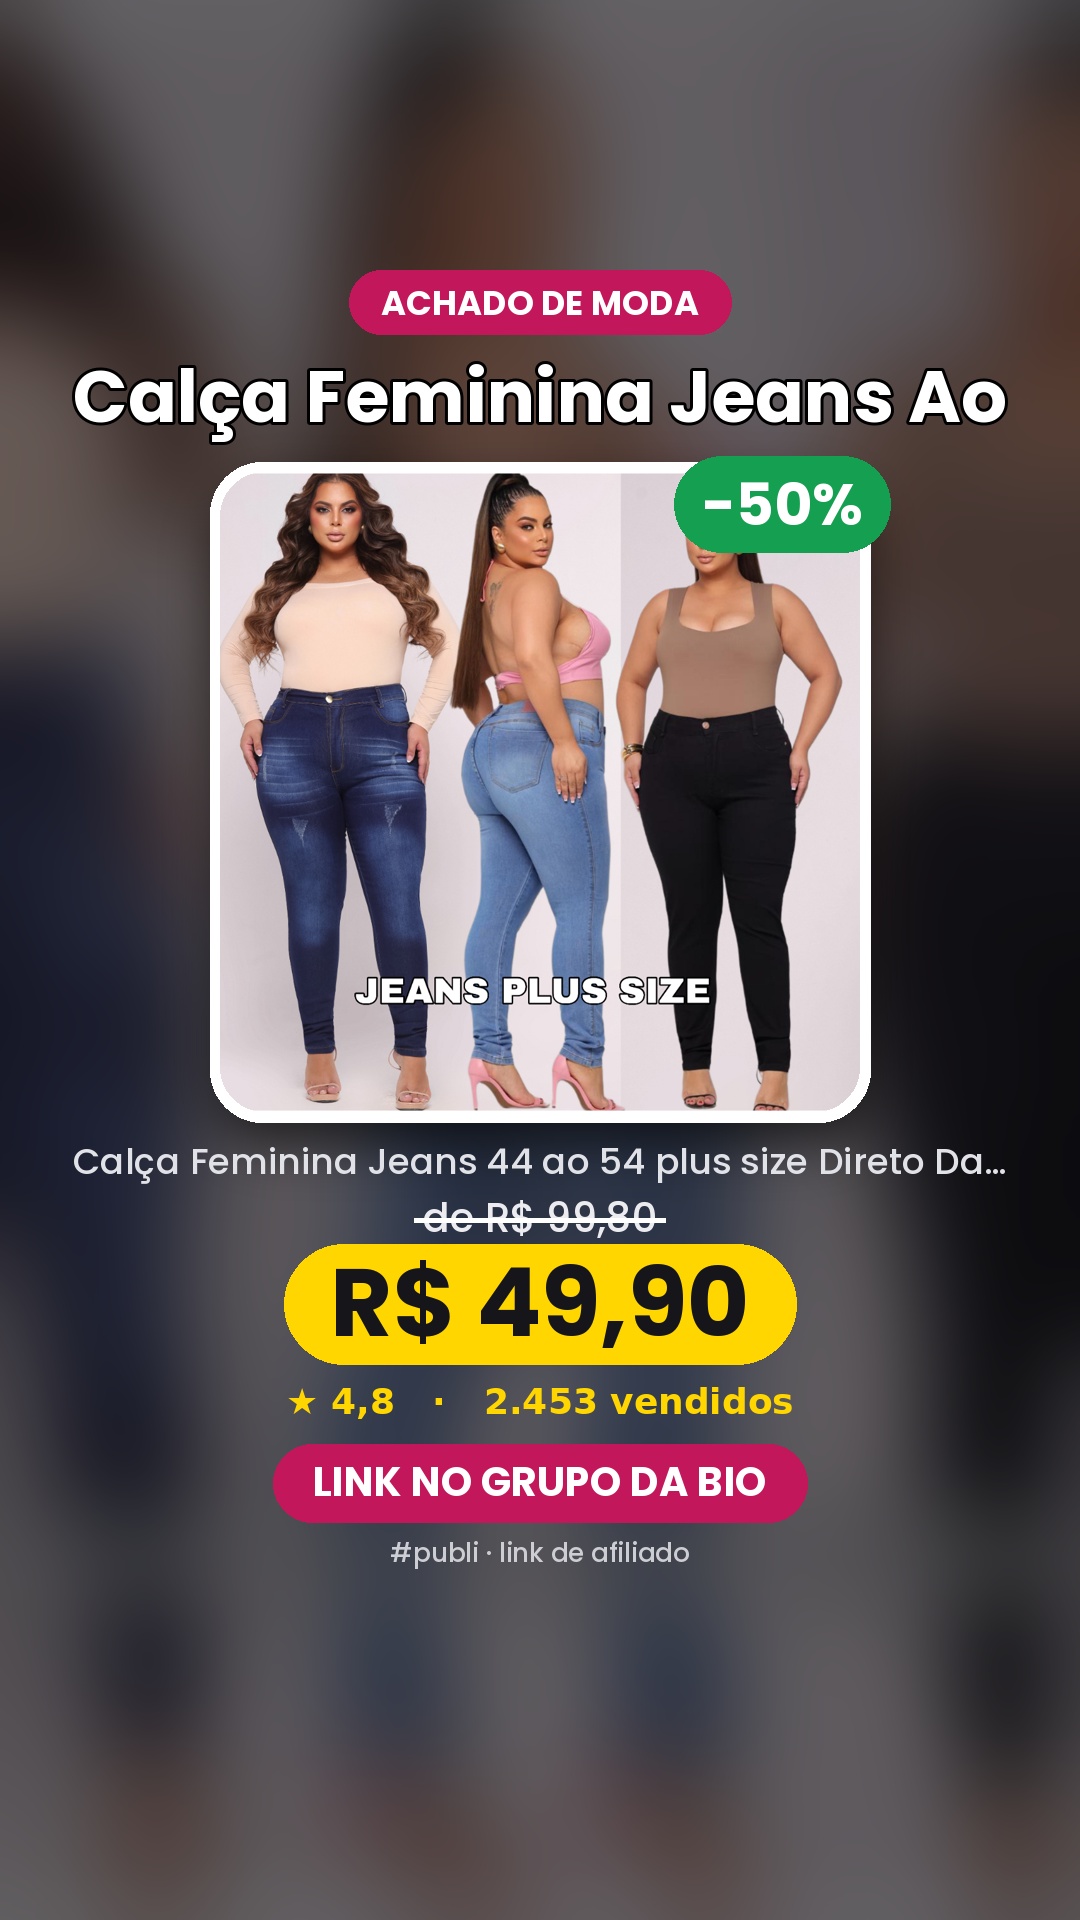 ACHADO DE MODA
Calça Feminina Jeans Ao
-50%
JEANS PLUS SIZE
Calça Feminina Jeans 44 ao 54 plus size Direto Da...
de R$ 99,80
R$ 49,90
★ 4,8 · 2.453 vendidos
LINK NO GRUPO DA BIO
#publi · link de afiliado